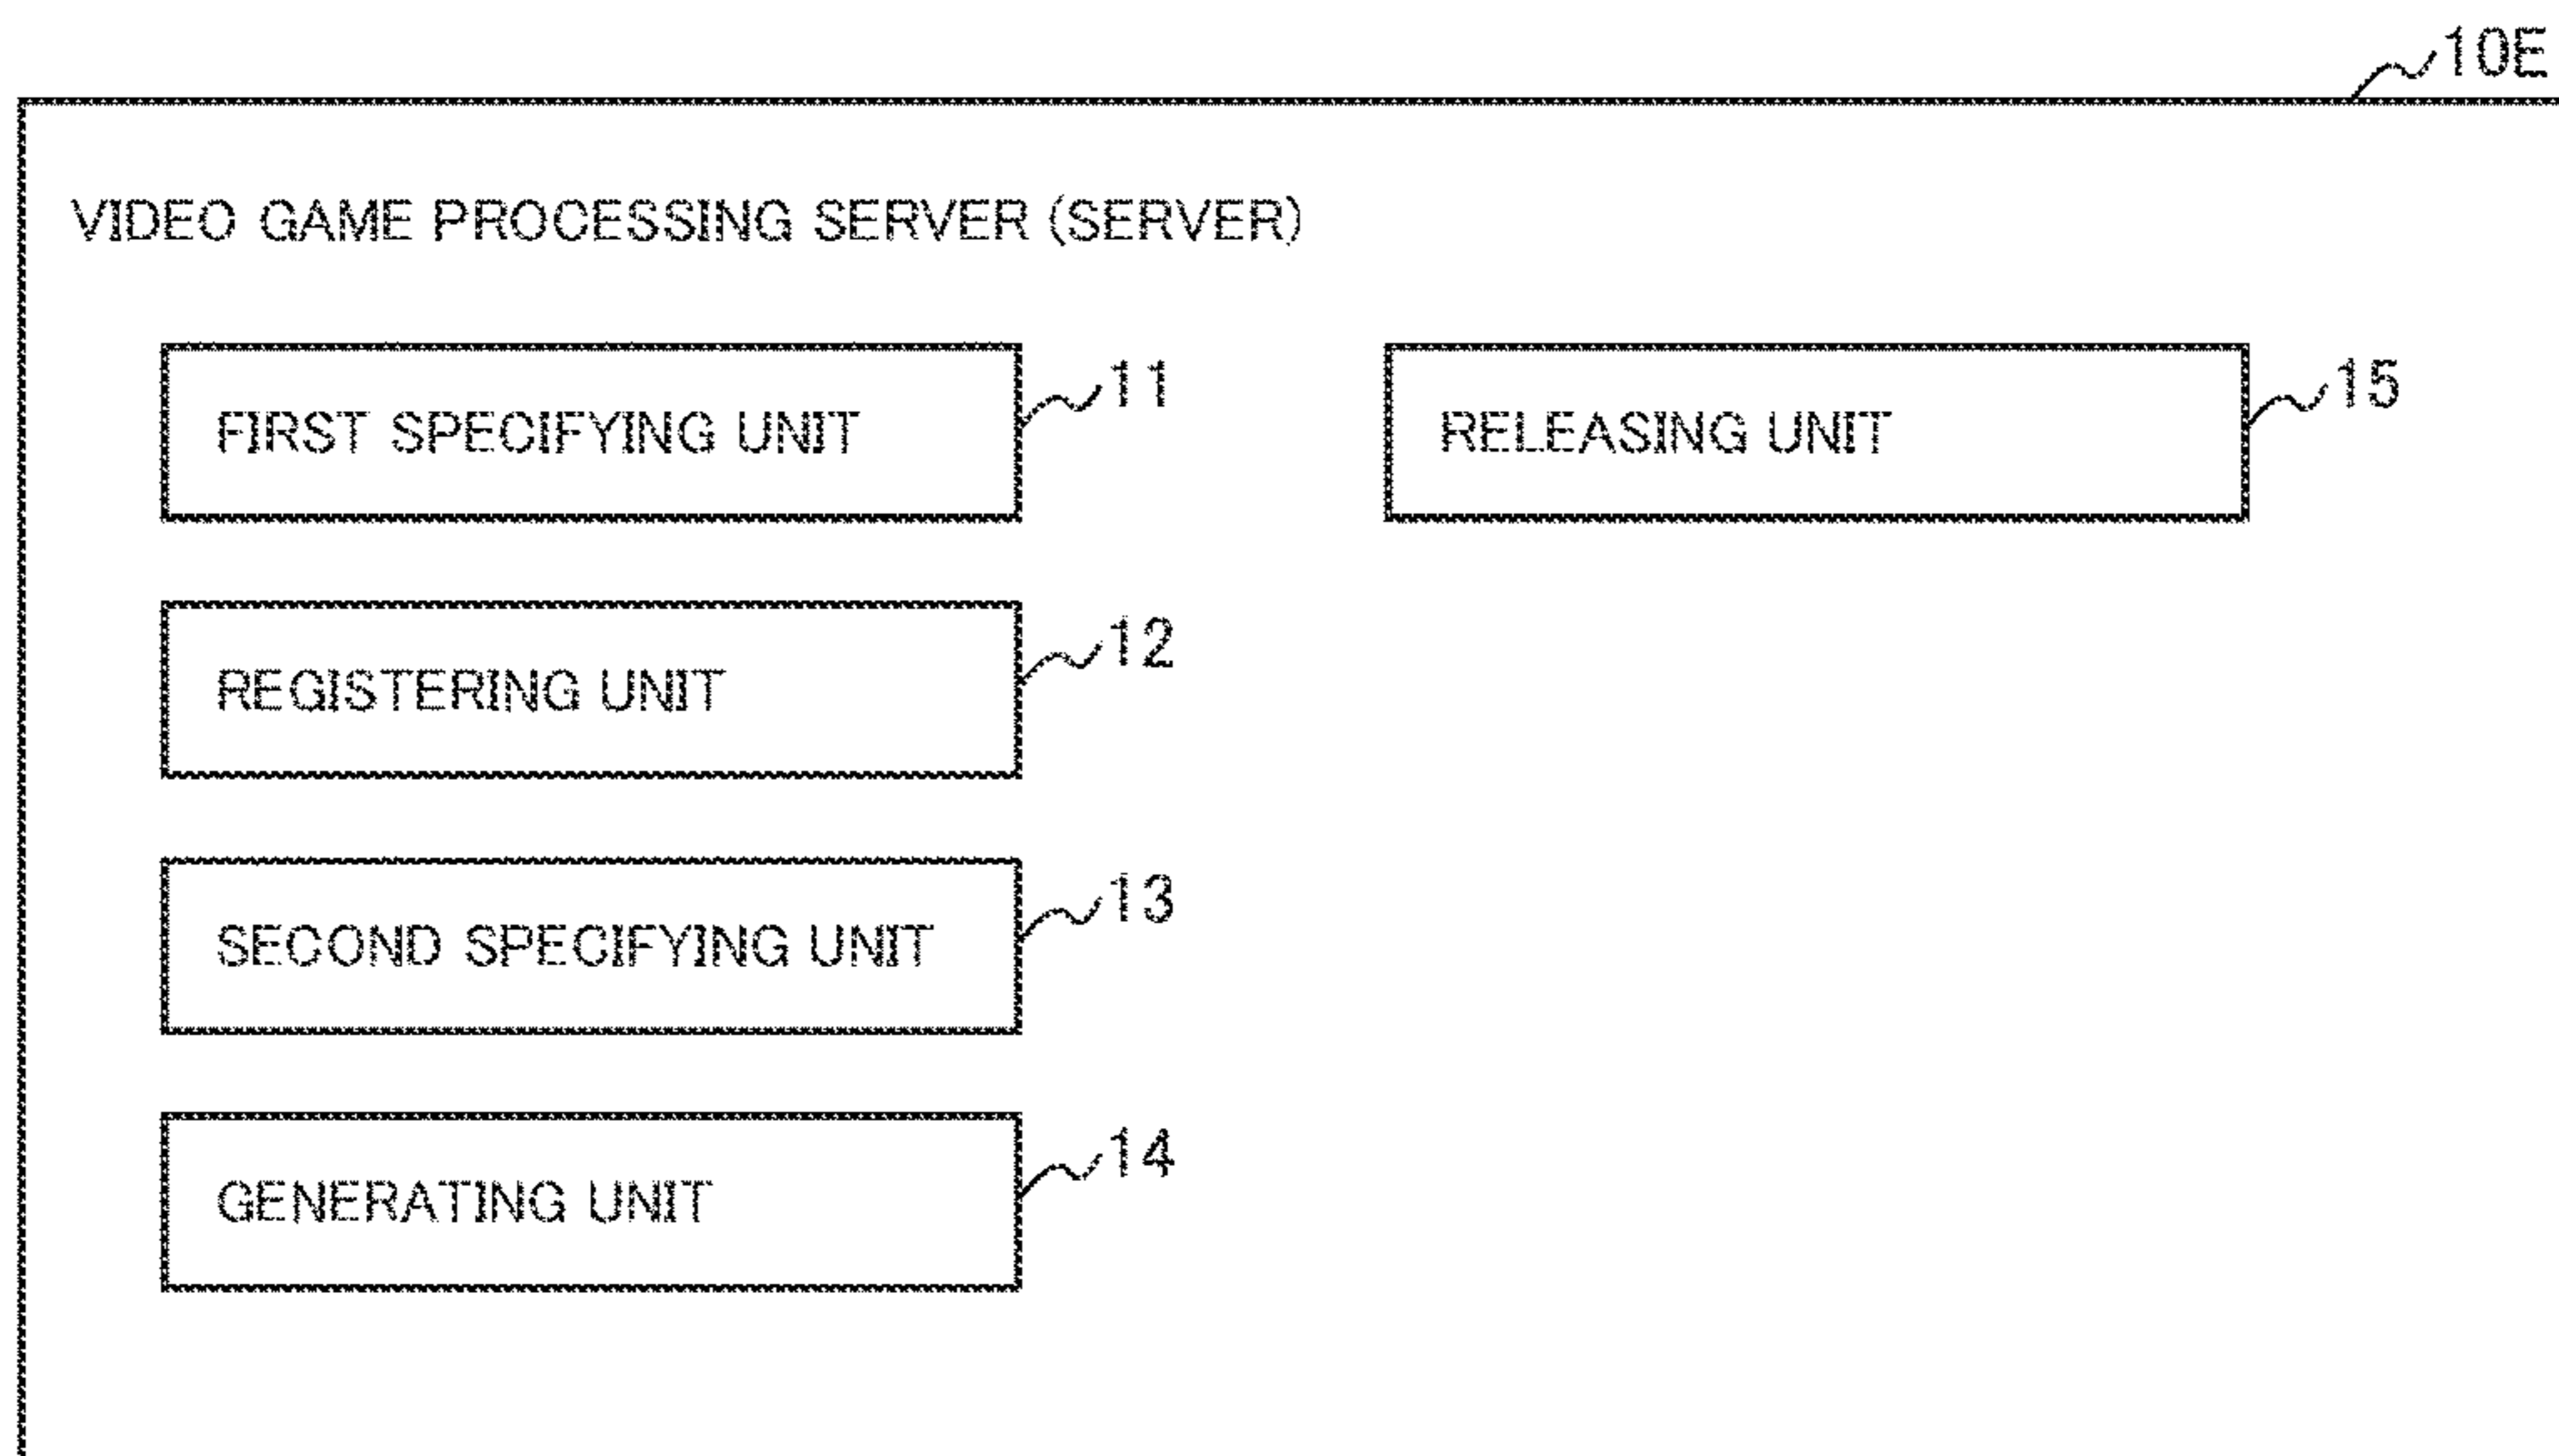 10E
VIDEO GAME PROCESSING SERVER (SERVER)
FIRST SPECIFYING UNIT
11
RELEASING UNIT
15
REGISTERING UNIT
12
SECOND SPECIFYING UNIT
13
GENERATING UNIT
14